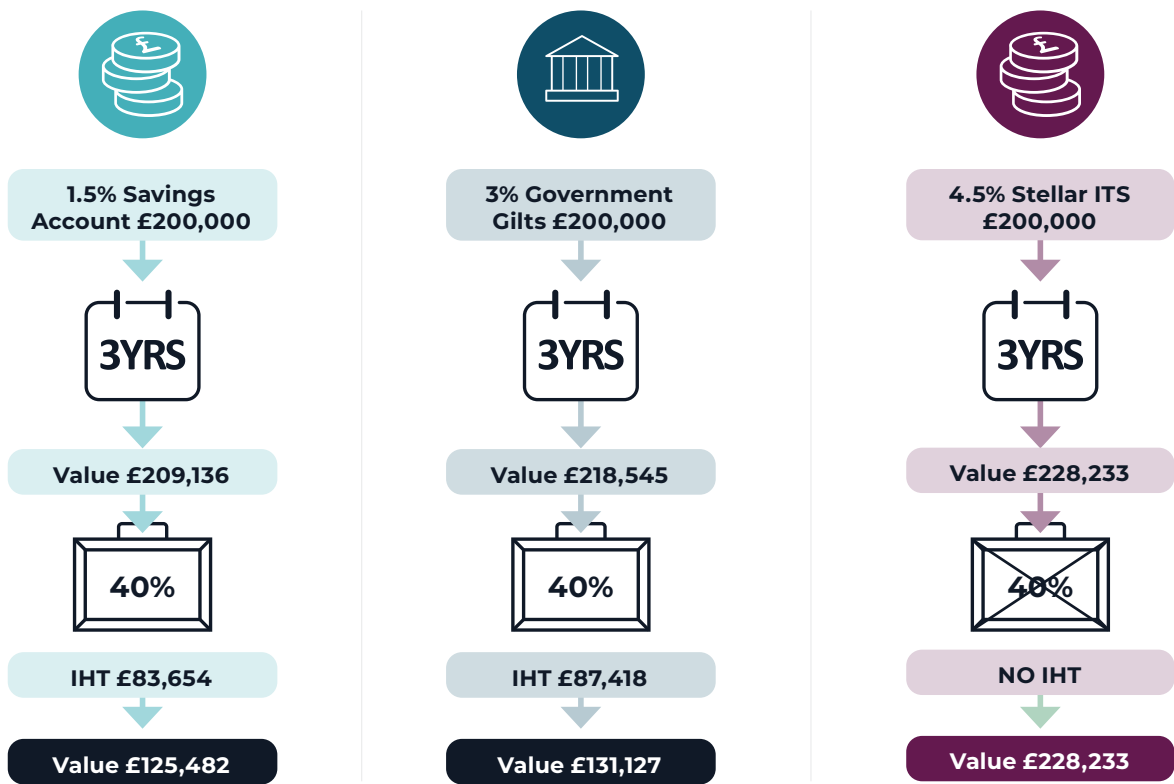 £
1.5% Savings
Account £200,000
3YRS
Value £209,136
40%
IHT £83,654
Value £125,482
3% Government
Gilts £200,000
3YRS
Value £218,545
40%
IHT £87,418
Value £131,127
£
4.5% Stellar ITS
£200,000
3YRS
Value £228,233
40%
NO IHT
Value £228,233